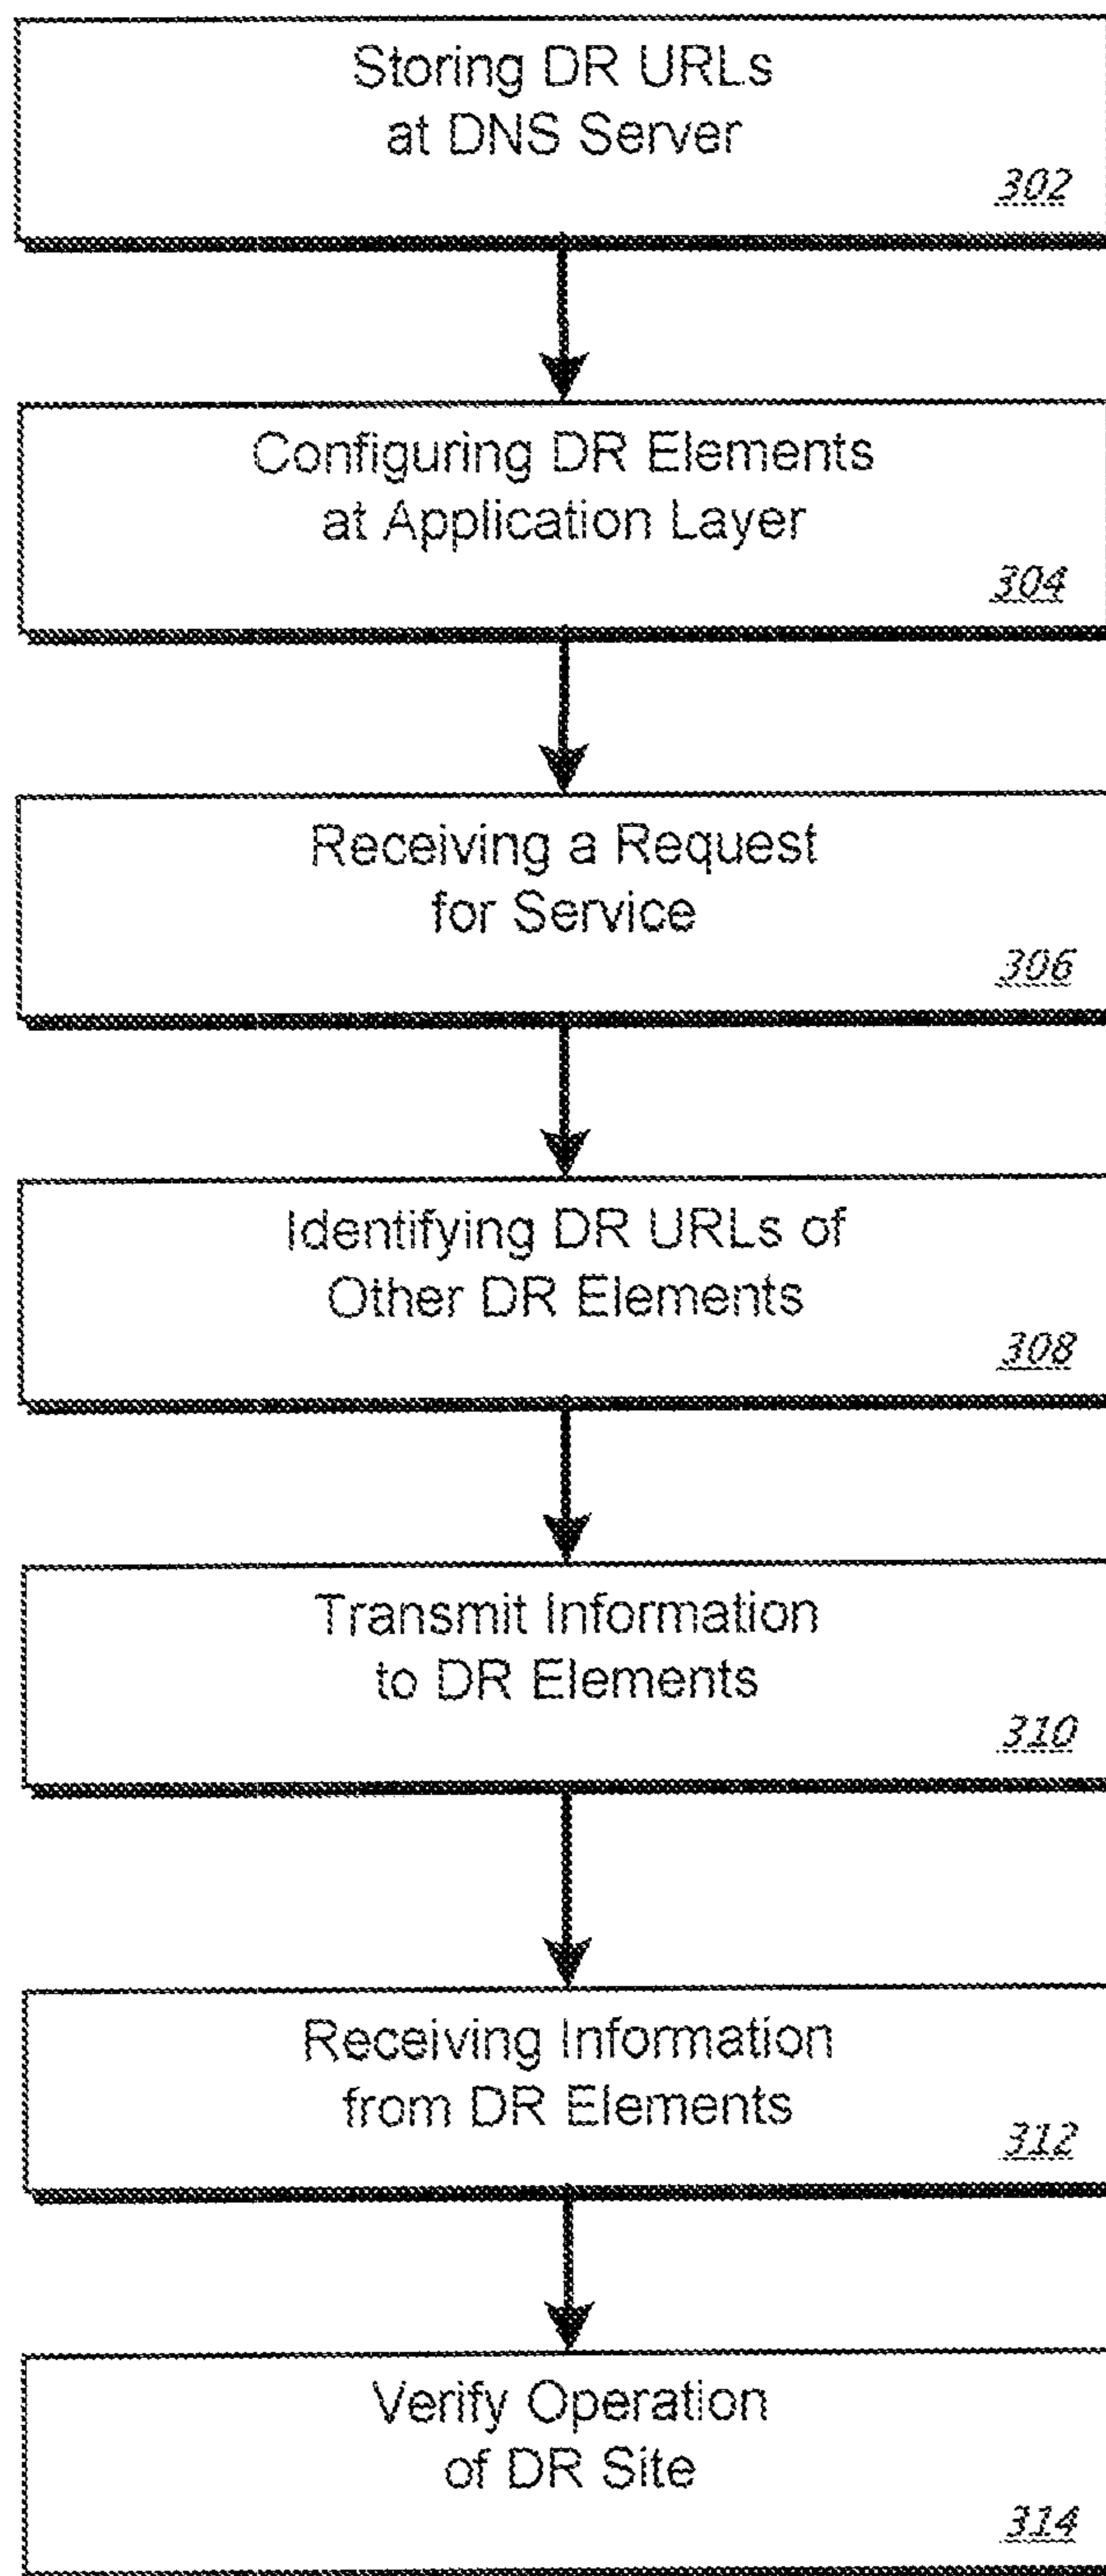 Storing DR URLs
at DNS Server
302
Configuring DR Elements
at Application Layer
304
Receiving a Request
for Service
306
Identifying DR URLs of
Other DR Elements
308
Transmit Information
to DR Elements
310
Receiving Information
from DR Elements
312
Verify Operation
of DR Site
314